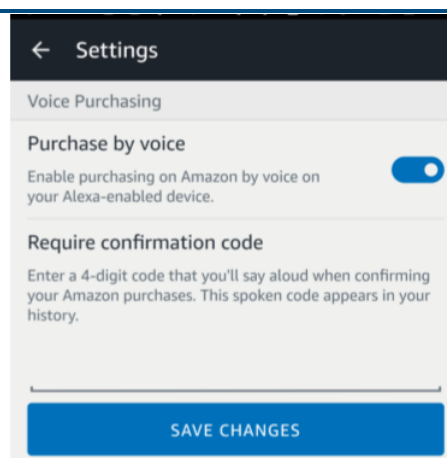 Settings
Voice Purchasing
Purchase by voice
Enable purchasing on Amazon by voice on
your Alexa-enabled device.
Require confirmation code
Enter a 4-digit code that you'll say aloud when confirming
your Amazon purchases. This spoken code appears in your
history.
SAVE CHANGES